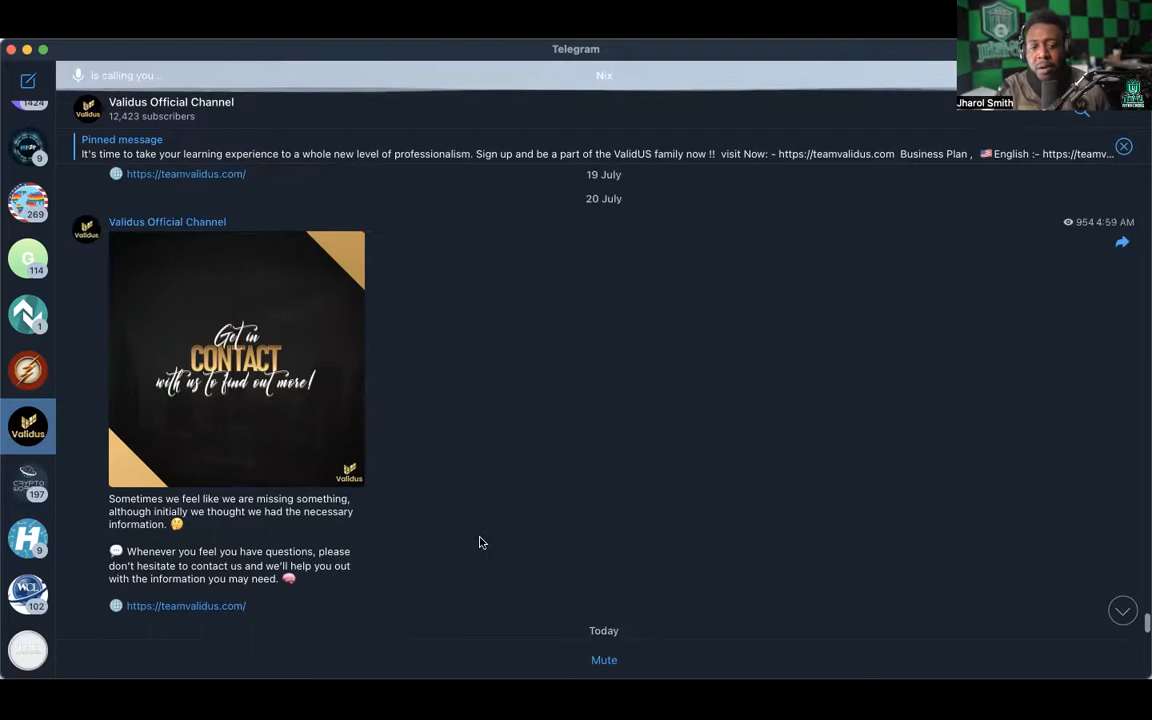 Telegram
is calling you...
Nix
Validus Official Channel
12,423 subscribers
Pinned message
It's time to take your learning experience to a whole new level of professionalism. Sign up and be a part of the ValidUS family now !! visit Now: - https://teamvalidus.com Business Plan , 🇺🇸English :- https://teamv...
https://teamvalidus.com/
19 July
20 July
Validus Official Channel
954 4:59 AM
Get in
CONTACT
with us to find out more!
Validus
Sometimes we feel like we are missing something,
although initially we thought we had the necessary
information. 🤔
💬 Whenever you feel you have questions, please
don't hesitate to contact us and we'll help you out
with the information you may need. 🧠
🌐 https://teamvalidus.com/
Today
Mute
Jharol Smith
1424
9
269
G
114
1
Validus
197
9
WCL
102